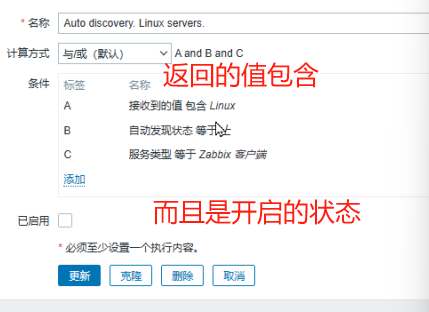 * 名称 Auto discovery. Linux servers.
计算方式 与/或（默认） A and B and C
返回的值包含
条件 标签 名称
A 接收到的值 包含 Linux
B 自动发现状态 等于 上
C 服务类型 等于 Zabbix 客户端
添加
而且是开启的状态
已启用
* 必须至少设置一个执行内容。
更新 克隆 删除 取消